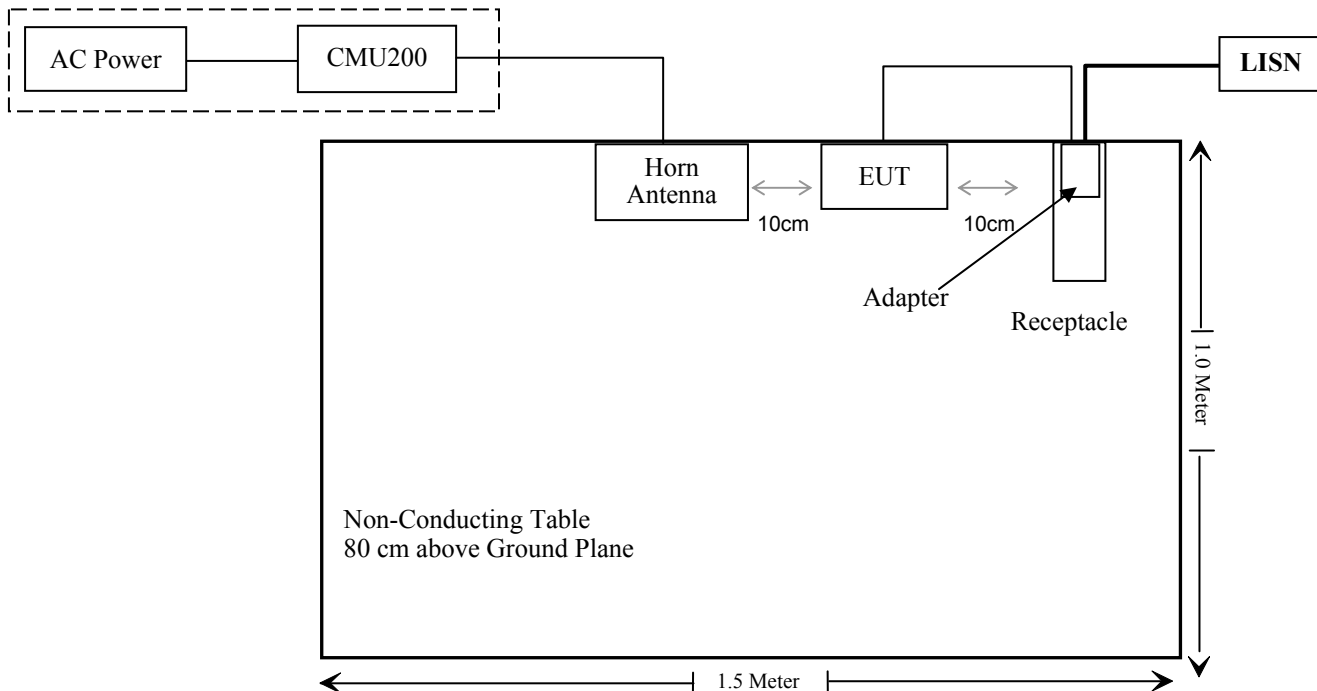 AC Power
CMU200
LISN
Horn
Antenna
EUT
10cm
10cm
Adapter
Receptacle
1.0 Meter
Non-Conducting Table
80 cm above Ground Plane
1.5 Meter